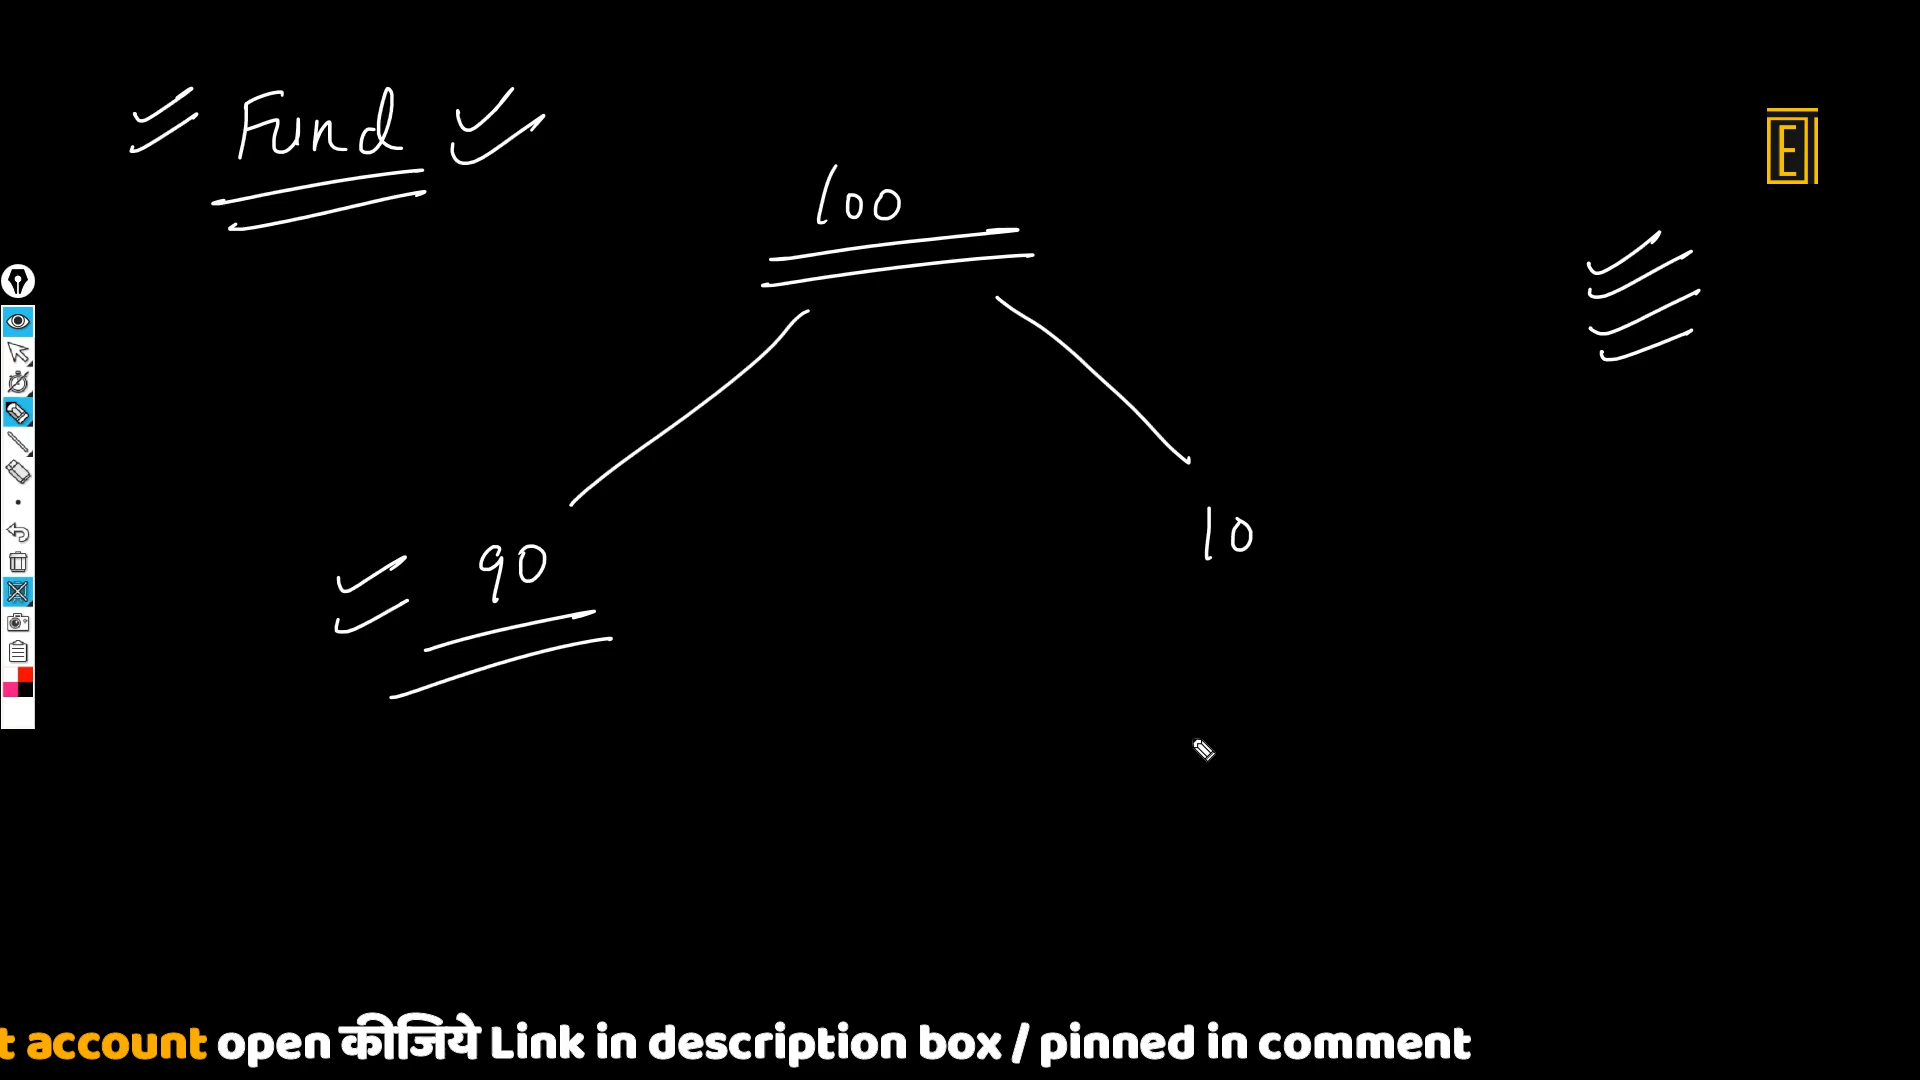 Fund
100
E
90
10
t account open कीजिये Link in description box / pinned in comment